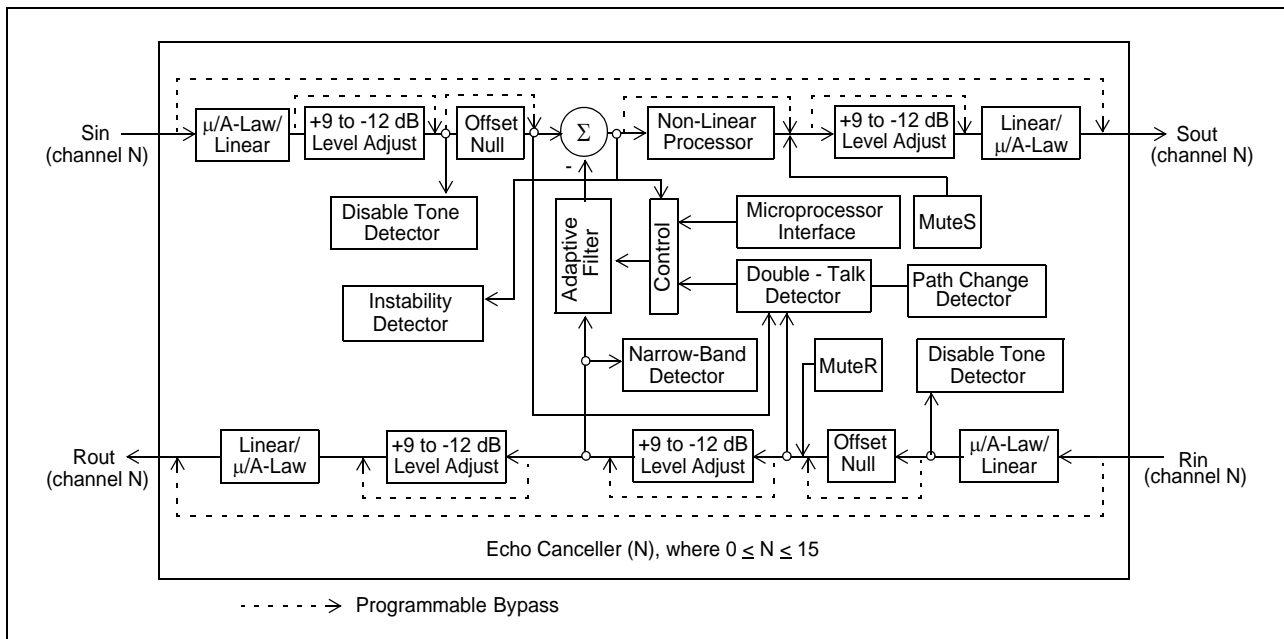 Sin
(channel N)
μ/A-Law/
Linear
+9 to -12 dB
Level Adjust
Offset
Null
Σ
-
Non-Linear
Processor
+9 to -12 dB
Level Adjust
Linear/
μ/A-Law
Sout
(channel N)
Disable Tone
Detector
Adaptive
Filter
Control
Microprocessor
Interface
MuteS
Instability
Detector
Double - Talk
Detector
Path Change
Detector
Narrow-Band
Detector
MuteR
Disable Tone
Detector
Rout
(channel N)
Linear/
μ/A-Law
+9 to -12 dB
Level Adjust
+9 to -12 dB
Level Adjust
Offset
Null
μ/A-Law/
Linear
Rin
(channel N)
Echo Canceller (N), where 0 ≤ N ≤ 15
Programmable Bypass